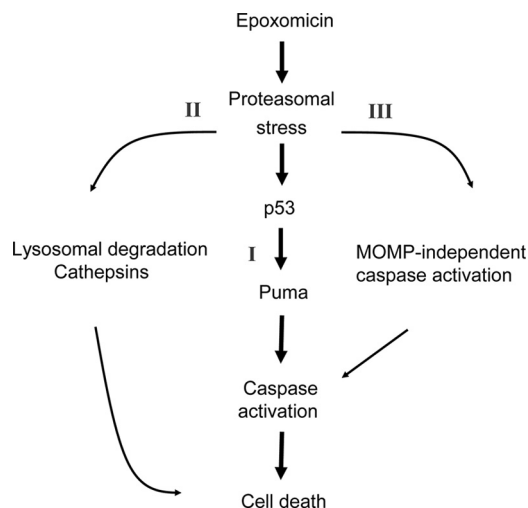 Epoxomicin
Proteasomal
stress
II
III
p53
I
Lysosomal degradation
Cathepsins
MOMP-independent
caspase activation
Puma
Caspase
activation
Cell death